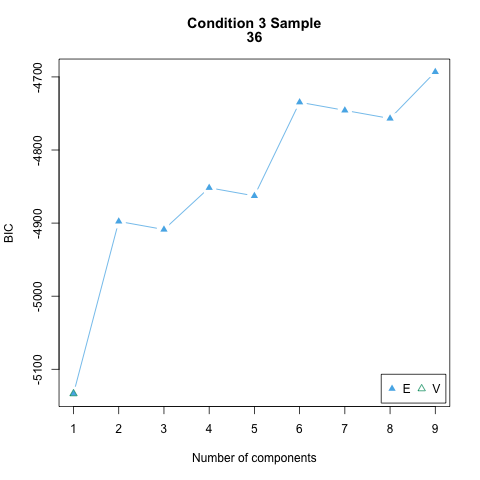 Condition 3 Sample
36
BIC
-4700
-4800
-4900
-5000
-5100
1 2 3 4 5 6 7 8 9
Number of components
E V